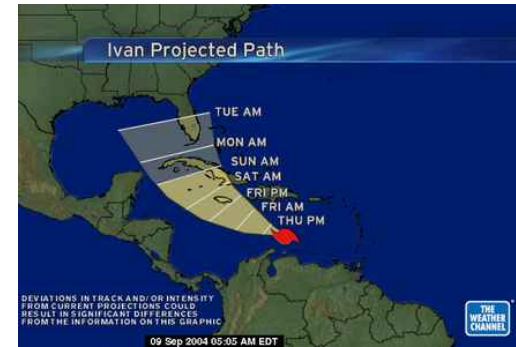 Ivan Projected Path
TUE AM
MON AM
SUN AM
SAT AM
FRI PM
FRI AM
THU PM
DEVIATIONS IN TRACK AND/OR INTENSITY
FROM CURRENT PROJECTIONS COULD
RESULT IN SIGNIFICANT DIFFERENCES
FROM THE INFORMATION ON THIS GRAPHIC
THE
WEATHER
CHANNEL
09 Sep 2004 05:05 AM EDT